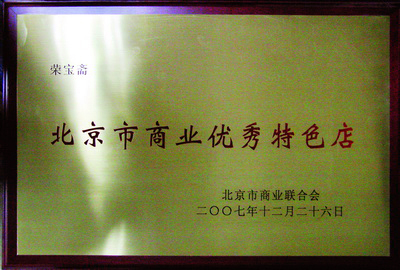 荣宝斋
北京市商业优秀特色店
北京市商业联合会
二〇〇七年十二月二十六日